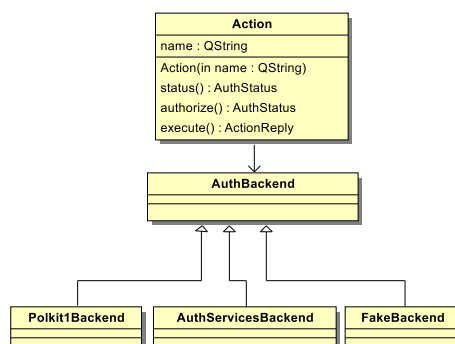 Action
name : QString
Action(in name : QString)
status() : AuthStatus
authorize() : AuthStatus
execute() : ActionReply
AuthBackend
Polkit1Backend
AuthServicesBackend
FakeBackend